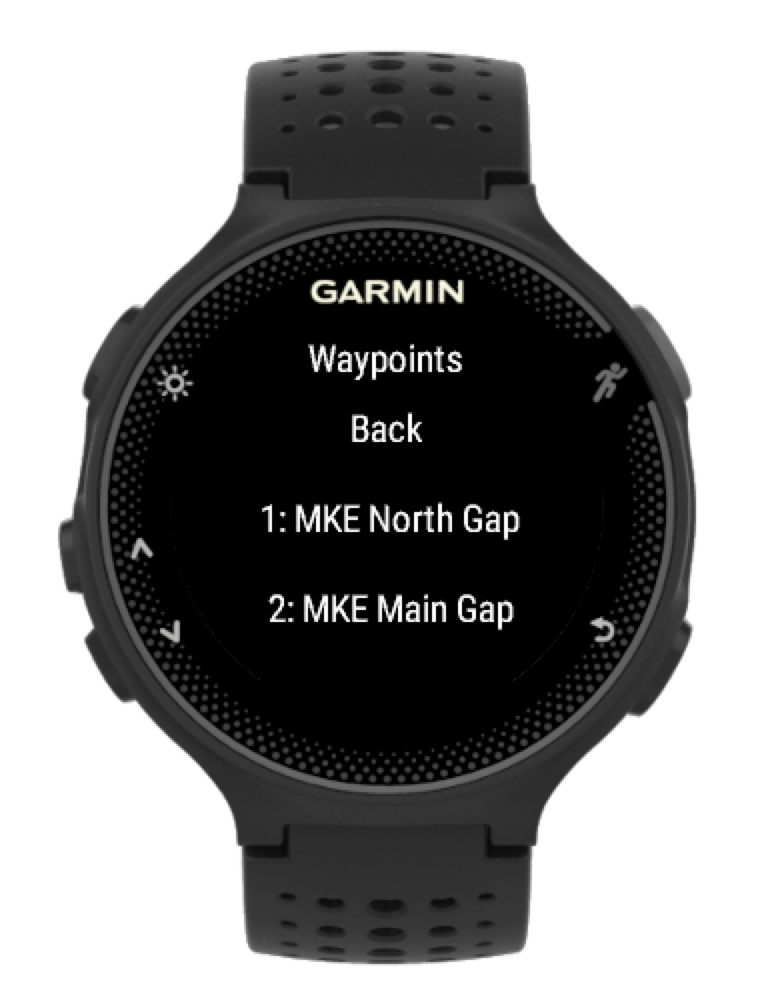 GARMIN
Waypoints
Back
1: MKE North Gap
2: MKE Main Gap